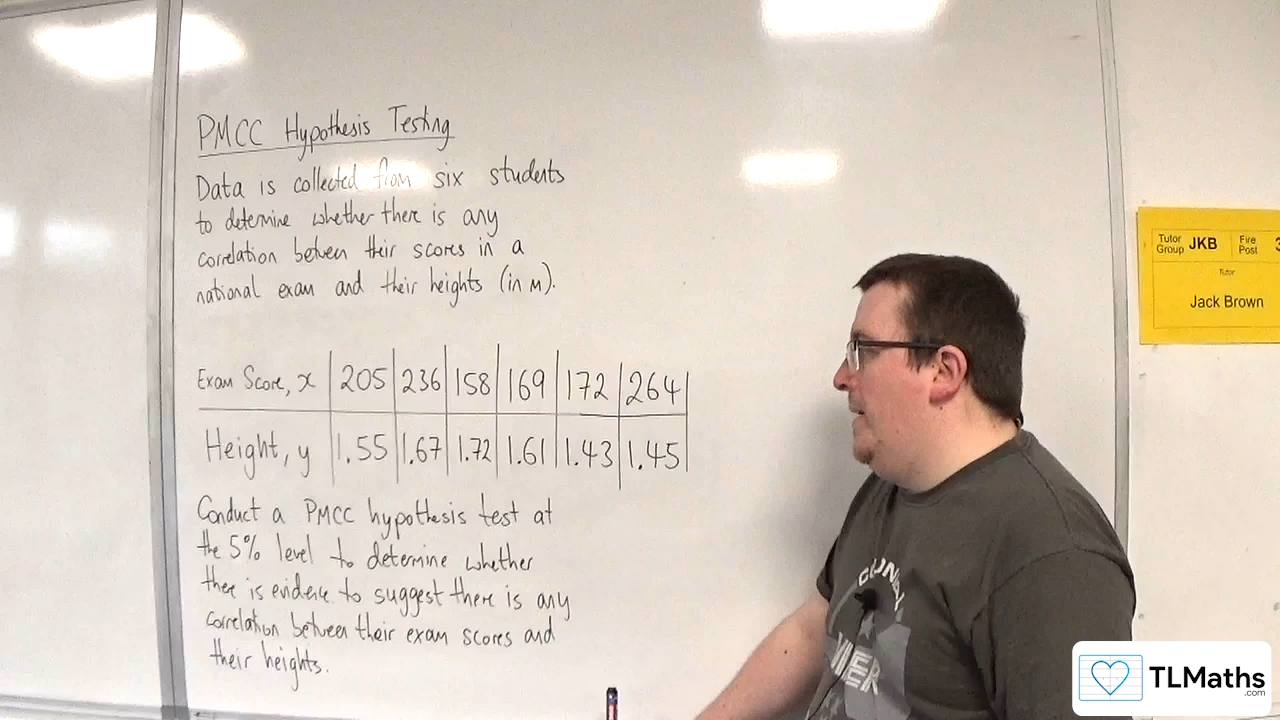 PMCC Hypothesis Testing
Data is collected from six students
to determine whether there is any
correlation between their scores in a
national exam and their heights (in m).
Exam Score, x 205 236 158 169 172 264
Height, y 1.55 1.67 1.72 1.61 1.43 1.45
Conduct a PMCC hypothesis test at
the 5% level to determine whether
there is evidence to suggest there is any
correlation between their exam scores and
their heights.
Tutor Group JKB Fire Post 3
Tutor
Jack Brown
TLMaths
.com